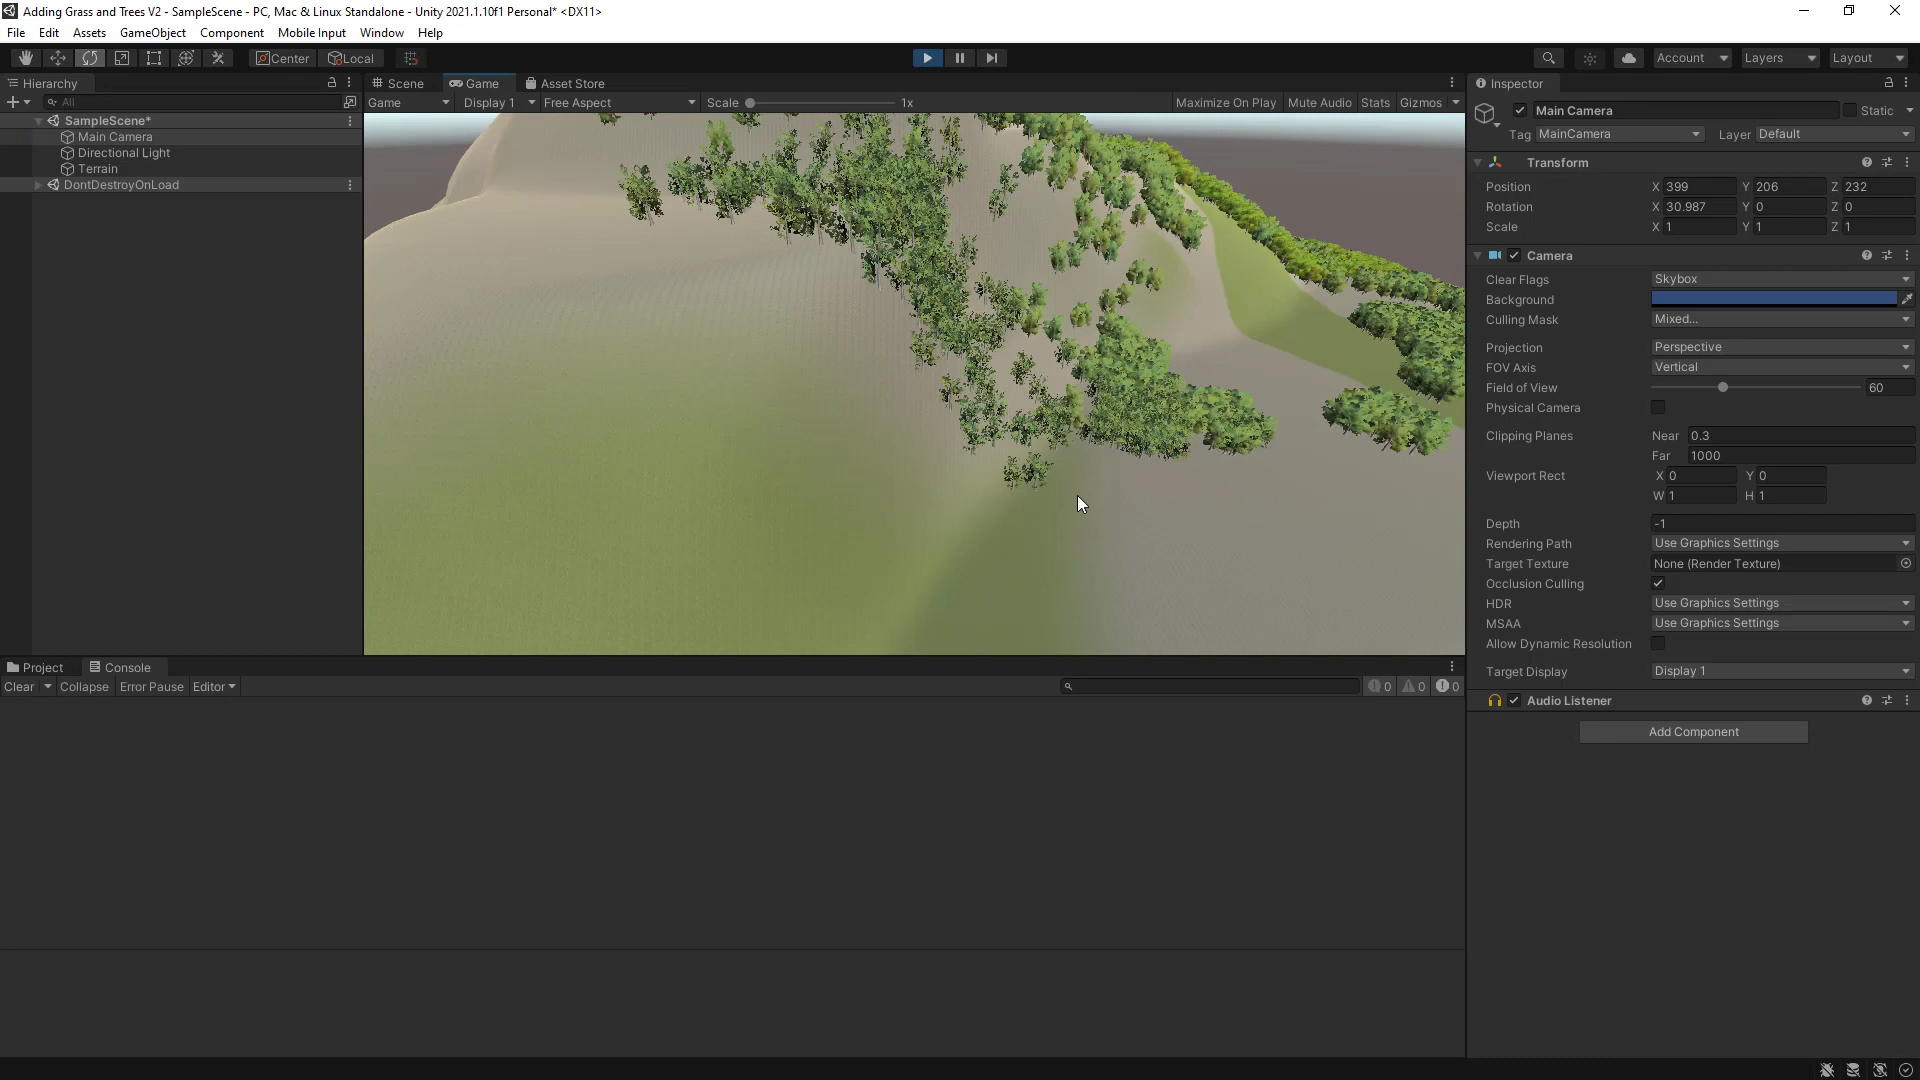 Adding Grass and Trees V2 - SampleScene - PC, Mac & Linux Standalone - Unity 2021.1.10f1 Personal* <DX11>
File Edit Assets GameObject Component Mobile Input Window Help
Center Local Account Layers Layout
Hierarchy
All
SampleScene*
Main Camera
Directional Light
Terrain
DontDestroyOnLoad
Scene Game Asset Store
Game Display 1 Free Aspect Scale 1x Maximize On Play Mute Audio Stats Gizmos
Project Console
Clear Collapse Error Pause Editor 0 0 0
Inspector
Main Camera Static
Tag MainCamera Layer Default
Transform
Position X 399 Y 206 Z 232
Rotation X 30.987 Y 0 Z 0
Scale X 1 Y 1 Z 1
Camera
Clear Flags Skybox
Background
Culling Mask Mixed...
Projection Perspective
FOV Axis Vertical
Field of View 60
Physical Camera
Clipping Planes Near 0.3
Far 1000
Viewport Rect X 0 Y 0
W 1 H 1
Depth -1
Rendering Path Use Graphics Settings
Target Texture None (Render Texture)
Occlusion Culling
HDR Use Graphics Settings
MSAA Use Graphics Settings
Allow Dynamic Resolution
Target Display Display 1
Audio Listener
Add Component